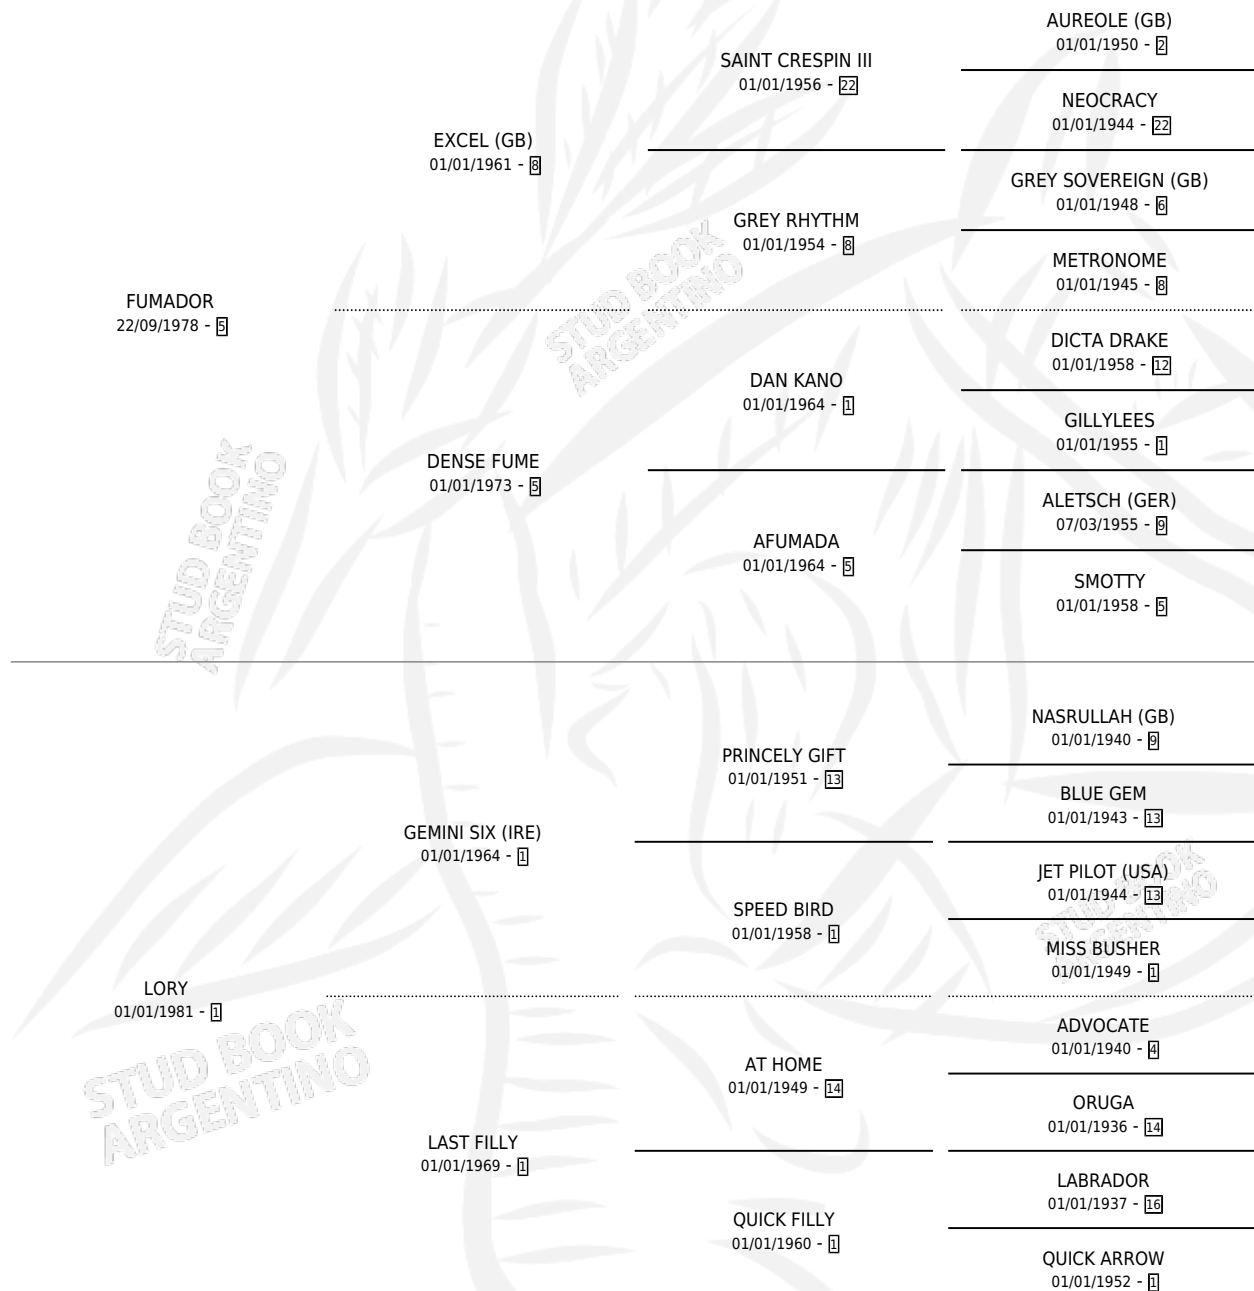 AUREOLE (GB)
01/01/1950 - 2
SAINT CRESPIN III
01/01/1956 - 22
NEOCRACY
01/01/1944 - 22
EXCEL (GB)
01/01/1961 - 8
GREY SOVEREIGN (GB)
01/01/1948 - 6
GREY RHYTHM
01/01/1954 - 8
METRONOME
01/01/1945 - 8
FUMADOR
22/09/1978 - 5
DICTA DRAKE
01/01/1958 - 12
DAN KANO
01/01/1964 - 1
GILLYLEES
01/01/1955 - 1
DENSE FUME
01/01/1973 - 5
ALETSCH (GER)
07/03/1955 - 9
AFUMADA
01/01/1964 - 5
SMOTTY
01/01/1958 - 5
NASRULLAH (GB)
01/01/1940 - 9
PRINCELY GIFT
01/01/1951 - 13
BLUE GEM
01/01/1943 - 13
GEMINI SIX (IRE)
01/01/1964 - 1
JET PILOT (USA)
01/01/1944 - 13
SPEED BIRD
01/01/1958 - 1
MISS BUSHER
01/01/1949 - 1
LORY
01/01/1981 - 1
ADVOCATE
01/01/1940 - 4
AT HOME
01/01/1949 - 14
ORUGA
01/01/1936 - 14
LAST FILLY
01/01/1969 - 1
LABRADOR
01/01/1937 - 16
QUICK FILLY
01/01/1960 - 1
QUICK ARROW
01/01/1952 - 1
STUD BOOK
ARGENTINO
STUD BOOK
ARGENTINO
STUD BOOK
ARGENTINO
STUD BOOK
ARGENTINO